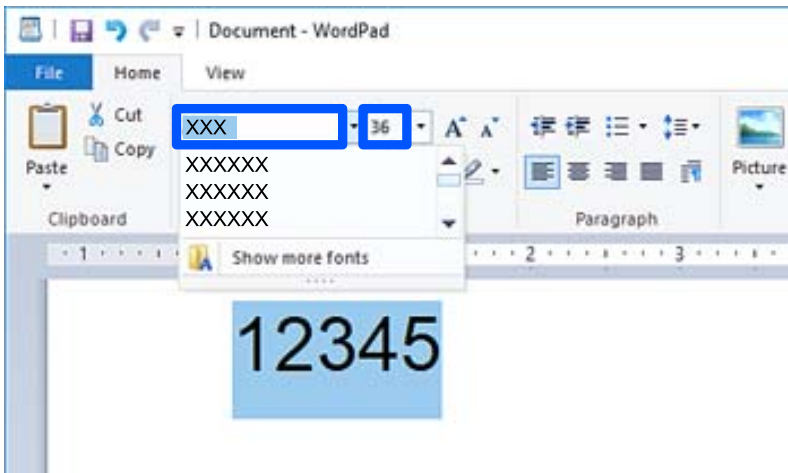 Document - WordPad
File Home View
Cut
Copy
Paste
Clipboard
XXX 36 A A
XXXXXX
XXXXXX
XXXXXX
Show more fonts
Paragraph
Picture
1 2 3
12345